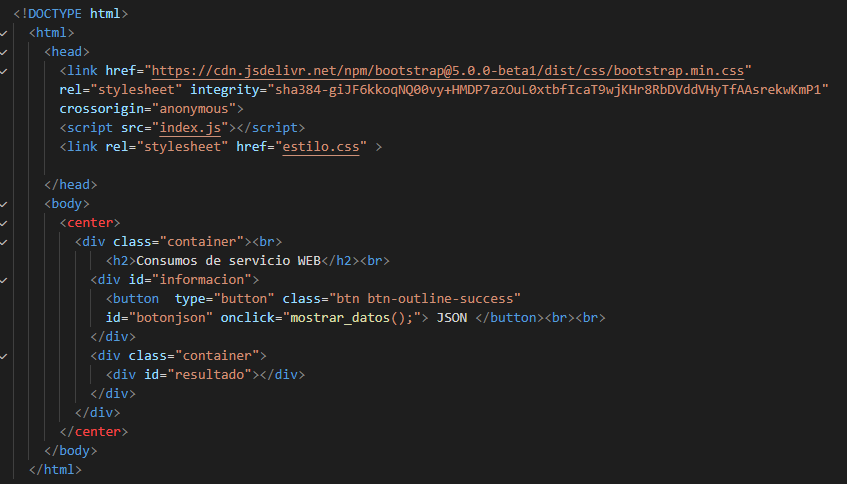 <!DOCTYPE html>
<html>
<head>
<link href="https://cdn.jsdelivr.net/npm/bootstrap@5.0.0-beta1/dist/css/bootstrap.min.css"
rel="stylesheet" integrity="sha384-giJF6kkoqNQ00vy+HMDP7azOuL0xtbfIcaT9wjKHr8RbDVddVHyTfAAsrekwKmP1"
crossorigin="anonymous">
<script src="index.js"></script>
<link rel="stylesheet" href="estilo.css" >
</head>
<body>
<center>
<div class="container"><br>
<h2>Consumos de servicio WEB</h2><br>
<div id="informacion">
<button  type="button" class="btn btn-outline-success"
id="botonjson" onclick="mostrar_datos();"> JSON </button><br><br>
</div>
<div class="container">
<div id="resultado"></div>
</div>
</div>
</center>
</body>
</html>